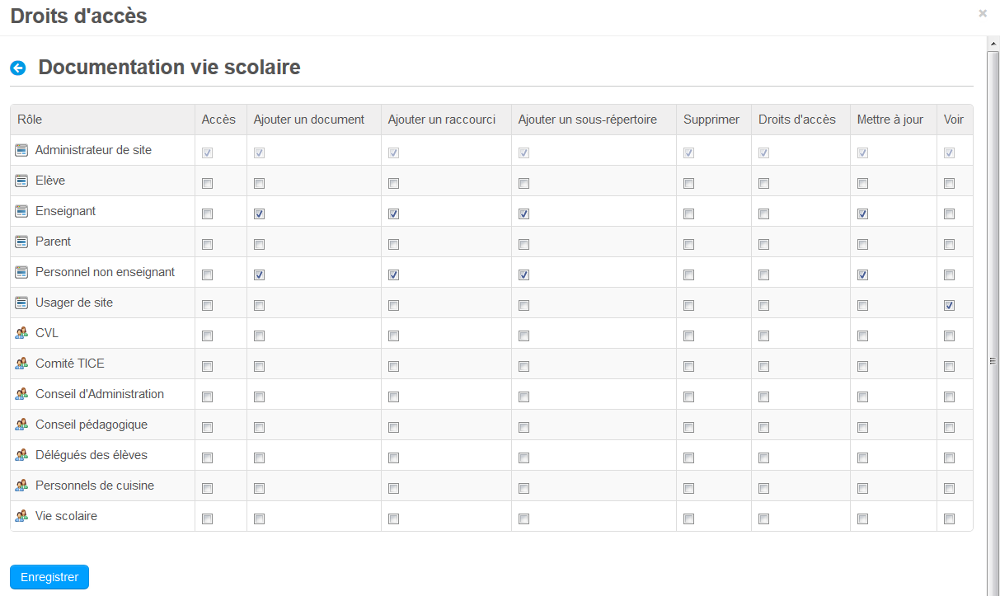 Droits d'accès
Documentation vie scolaire
Rôle Accès Ajouter un document Ajouter un raccourci Ajouter un sous-répertoire Supprimer Droits d'accès Mettre à jour Voir
Administrateur de site
Elève
Enseignant
Parent
Personnel non enseignant
Usager de site
CVL
Comité TICE
Conseil d'Administration
Conseil pédagogique
Délégués des élèves
Personnels de cuisine
Vie scolaire
Enregistrer